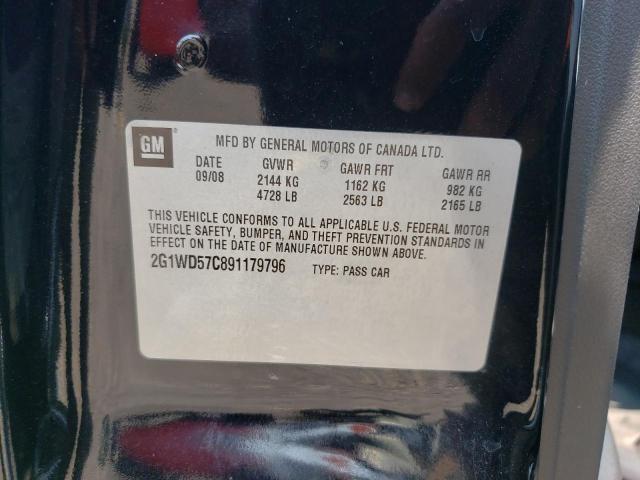 GM
MFD BY GENERAL MOTORS OF CANADA LTD.
DATE GVWR GAWR FRT GAWR RR
09/08 2144 KG 1162 KG 982 KG
4728 LB 2563 LB 2165 LB
THIS VEHICLE CONFORMS TO ALL APPLICABLE U.S. FEDERAL MOTOR
VEHICLE SAFETY, BUMPER, AND THEFT PREVENTION STANDARDS IN
EFFECT ON THE DATE OF MANUFACTURE SHOWN ABOVE.
2G1WD57C891179796 TYPE: PASS CAR